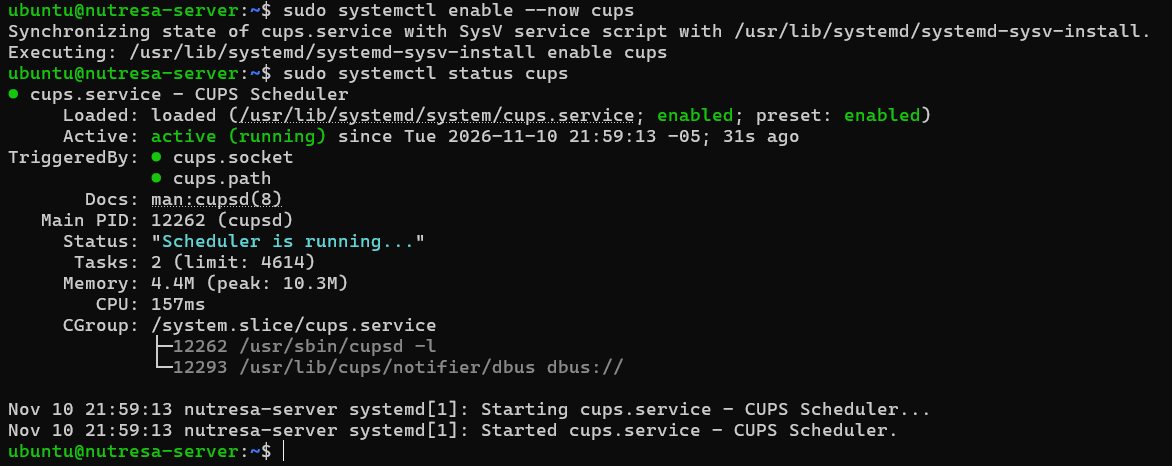 ubuntu@nutresa-server:~$ sudo systemctl enable --now cups
Synchronizing state of cups.service with SysV service script with /usr/lib/systemd/systemd-sysv-install.
Executing: /usr/lib/systemd/systemd-sysv-install enable cups
ubuntu@nutresa-server:~$ sudo systemctl status cups
● cups.service - CUPS Scheduler
     Loaded: loaded (/usr/lib/systemd/system/cups.service; enabled; preset: enabled)
     Active: active (running) since Tue 2026-11-10 21:59:13 -05; 31s ago
TriggeredBy: ● cups.socket
             ● cups.path
       Docs: man:cupsd(8)
   Main PID: 12262 (cupsd)
     Status: "Scheduler is running..."
      Tasks: 2 (limit: 4614)
     Memory: 4.4M (peak: 10.3M)
        CPU: 157ms
     CGroup: /system.slice/cups.service
             ├─12262 /usr/sbin/cupsd -l
             └─12293 /usr/lib/cups/notifier/dbus dbus://

Nov 10 21:59:13 nutresa-server systemd[1]: Starting cups.service - CUPS Scheduler...
Nov 10 21:59:13 nutresa-server systemd[1]: Started cups.service - CUPS Scheduler.
ubuntu@nutresa-server:~$